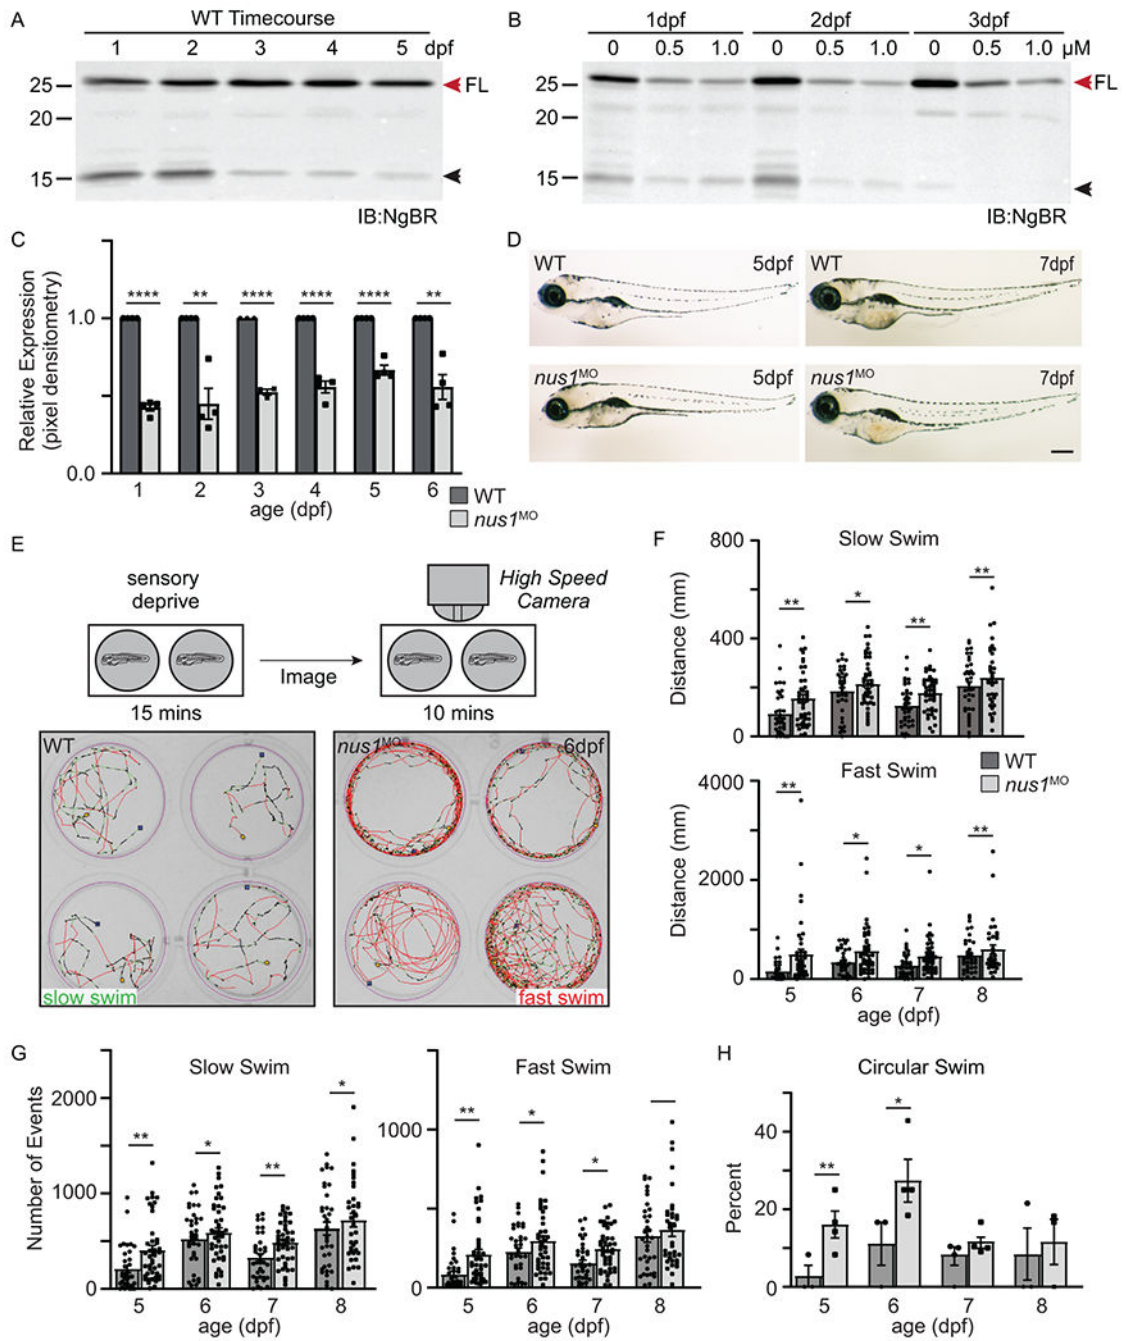 A
WT Timecourse
1 2 3 4 5 dpf
25
FL
20
15
IB:NgBR
B
1dpf 2dpf 3dpf
0 0.5 1.0 0 0.5 1.0 0 0.5 1.0 µM
25
FL
20
15
IB:NgBR
C
Relative Expression
(pixel densitometry)
1.0
0.0
**** ** **** **** **** **
1 2 3 4 5 6
age (dpf)
WT
nus1MO
D
WT 5dpf
WT 7dpf
nus1MO 5dpf
nus1MO 7dpf
E
sensory
deprive
15 mins
Image
High Speed
Camera
10 mins
WT
slow swim
nus1MO 6dpf
fast swim
F
Slow Swim
Distance (mm)
800
400
0
** * ** **
WT
nus1MO
Fast Swim
Distance (mm)
4000
2000
0
** * * **
5 6 7 8
age (dpf)
G
Slow Swim
Number of Events
2000
1000
0
** * ** *
5 6 7 8
age (dpf)
Fast Swim
1000
0
** * *
5 6 7 8
age (dpf)
H
Circular Swim
Percent
40
20
0
** *
5 6 7 8
age (dpf)